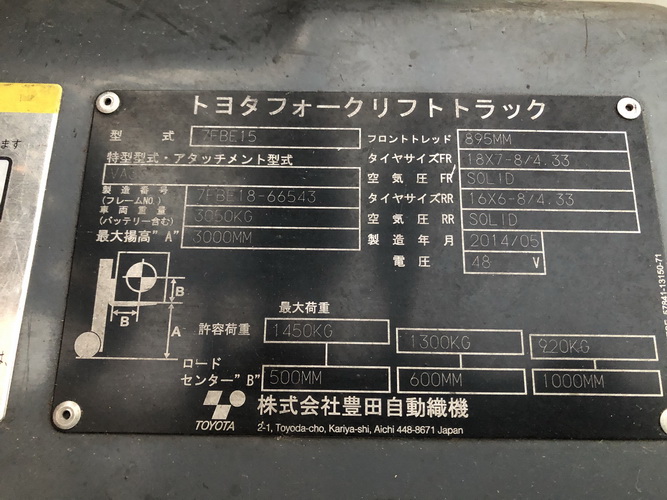 トヨタフォークリフトトラック
型式 7FBE15
フロントトレッド 895MM
特型型式・アタッチメント型式
タイヤサイズFR 18X7-8/4.33
空気圧FR SOLID
製造番号(フレームNO.) 7FBE18-66543
タイヤサイズRR 16X6-8/4.33
車両重量(バッテリー含む) 3050KG
空気圧RR SOLID
最大揚高"A" 3000MM
製造年月 2014/05
電圧 48 V
B
B
A
最大荷重
許容荷重 1450KG 1300KG 920KG
ロードセンター"B" 500MM 600MM 1000MM
TOYOTA
株式会社豊田自動織機
2-1, Toyoda-cho, Kariya-shi, Aichi 448-8671 Japan
57841-13150-71
ます
は、